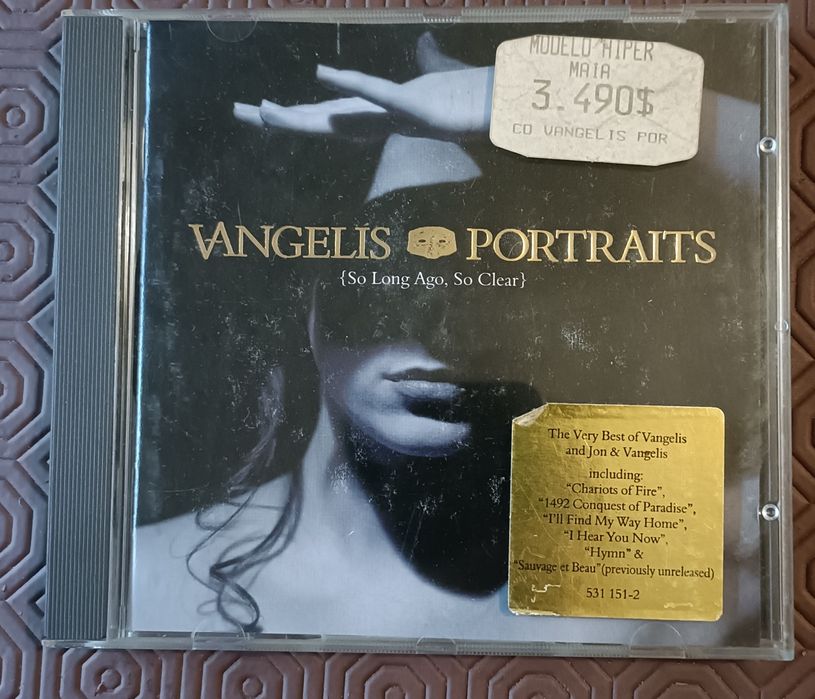 MODELO HIPER
MAIA
3.490$
CD VANGELIS POR
VANGELIS PORTRAITS
{So Long Ago, So Clear}
The Very Best of Vangelis
and Jon & Vangelis
including:
"Chariots of Fire",
"1492 Conquest of Paradise",
"I'll Find My Way Home",
"I Hear You Now",
"Hymn" &
"Sauvage et Beau"(previously unreleased)
531 151-2